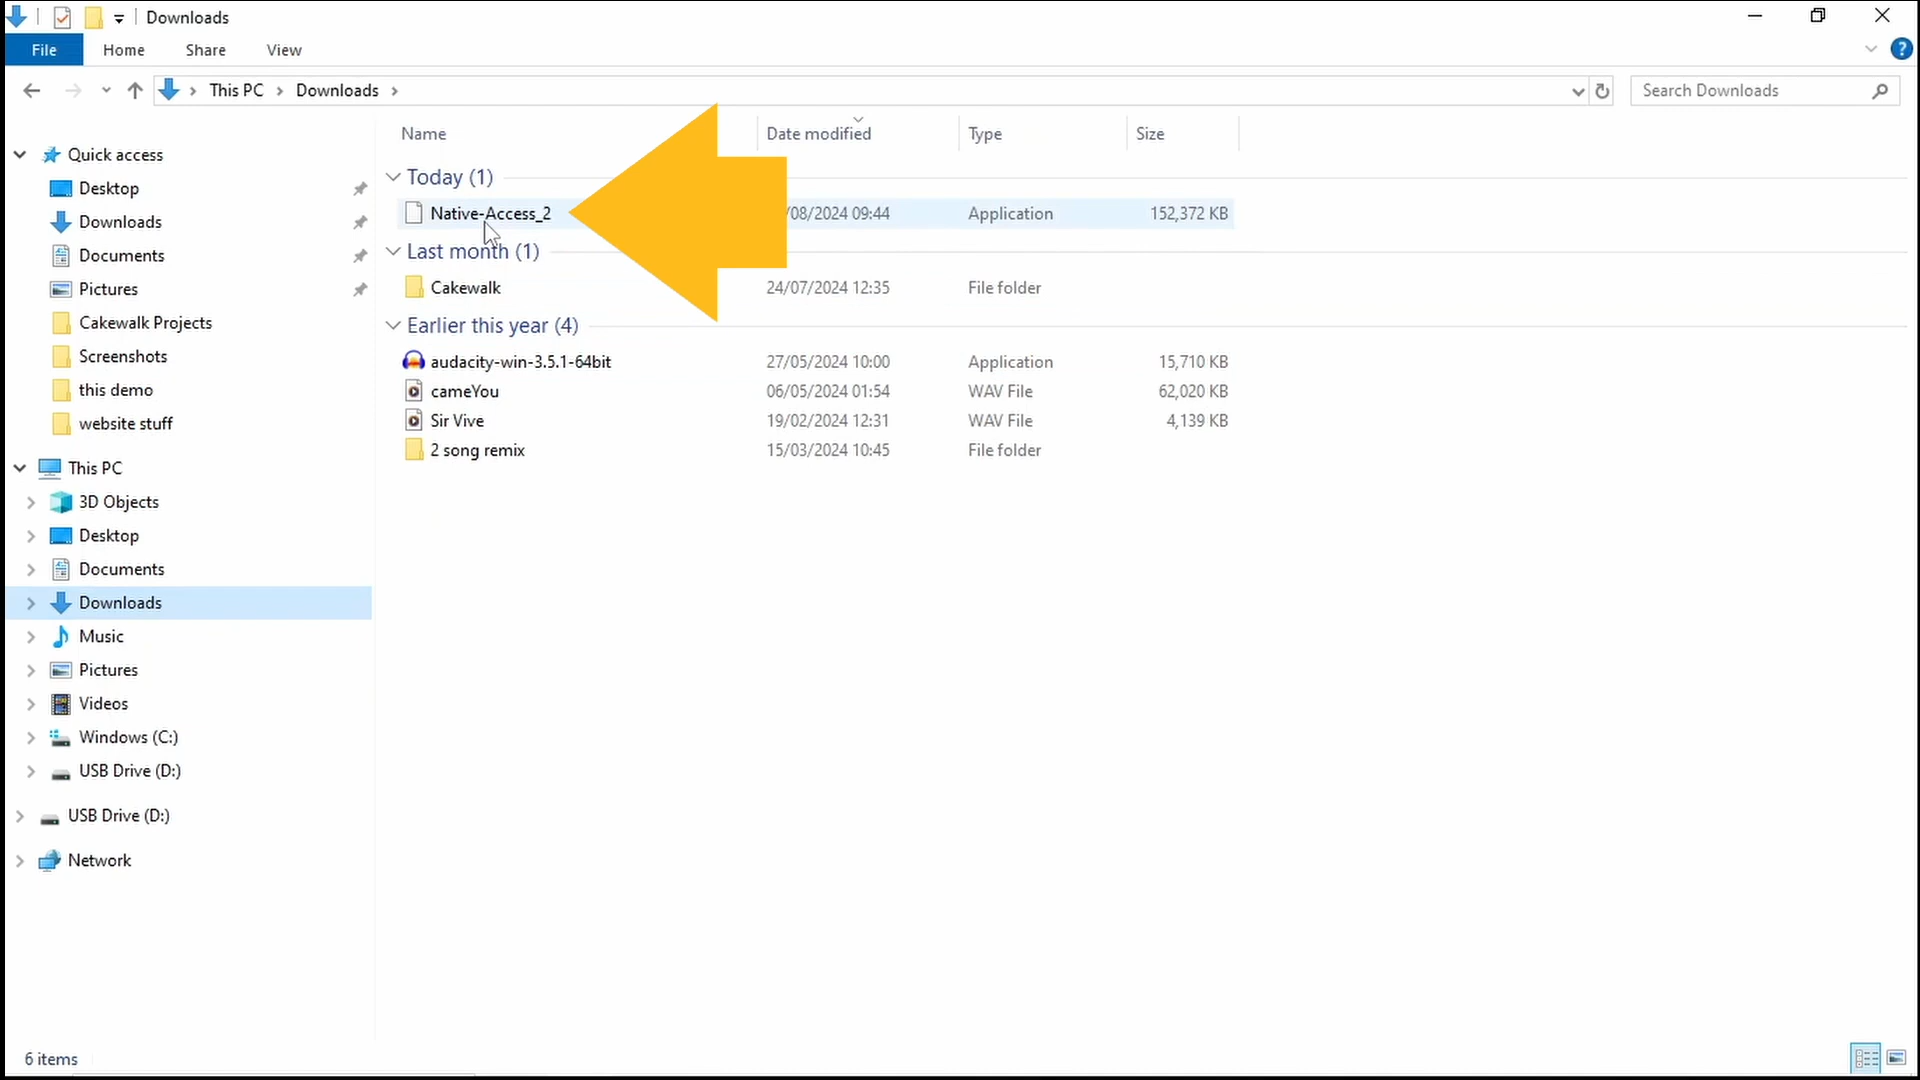 Downloads
File Home Share View
This PC Downloads
Search Downloads
Name Date modified Type Size
Quick access
Desktop
Downloads
Documents
Pictures
Cakewalk Projects
Screenshots
this demo
website stuff
This PC
3D Objects
Desktop
Documents
Downloads
Music
Pictures
Videos
Windows (C:)
USB Drive (D:)
USB Drive (D:)
Network
Today (1)
Native-Access_2 /08/2024 09:44 Application 152,372 KB
Last month (1)
Cakewalk 24/07/2024 12:35 File folder
Earlier this year (4)
audacity-win-3.5.1-64bit 27/05/2024 10:00 Application 15,710 KB
cameYou 06/05/2024 01:54 WAV File 62,020 KB
Sir Vive 19/02/2024 12:31 WAV File 4,139 KB
2 song remix 15/03/2024 10:45 File folder
6 items